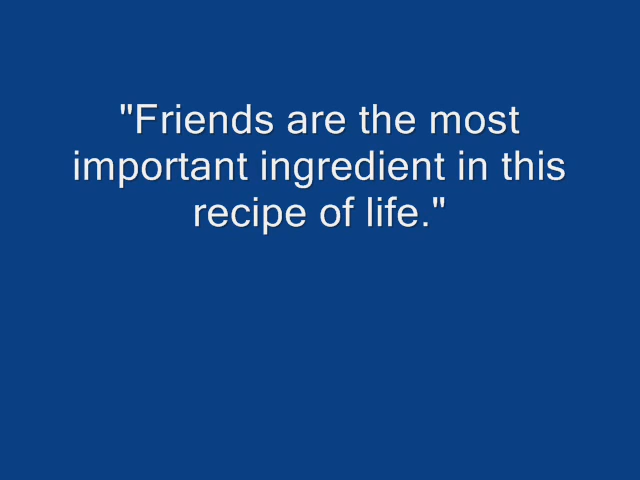 "Friends are the most
important ingredient in this
recipe of life."